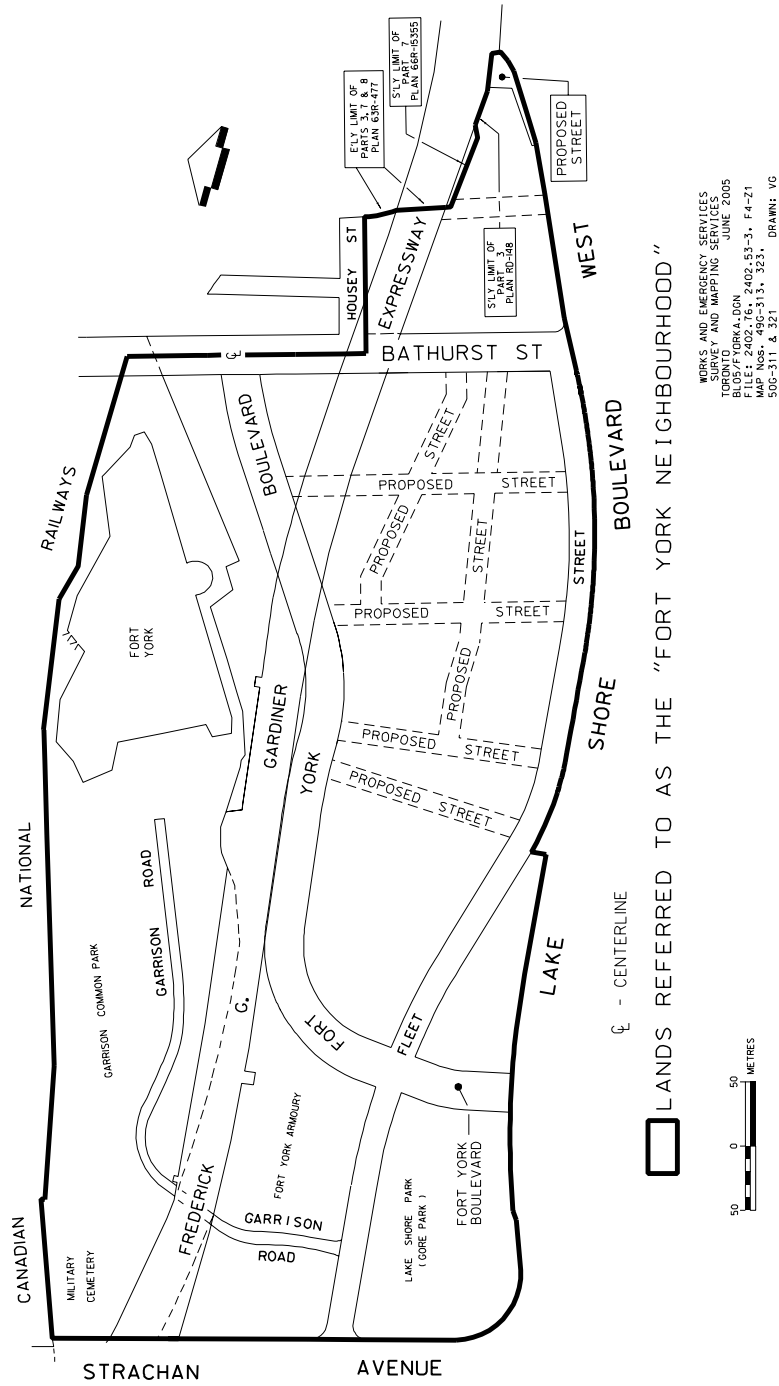 CANADIAN
NATIONAL
RAILWAYS
STRACHAN
AVENUE
MILITARY
CEMETERY
GARRISON COMMON PARK
GARRISON
ROAD
FORT
YORK
FREDERICK
G.
GARDINER
EXPRESSWAY
GARRISON
ROAD
FORT YORK ARMOURY
FORT
YORK
BOULEVARD
FLEET
STREET
LAKE SHORE PARK
( GORE PARK )
FORT YORK
BOULEVARD
BATHURST ST
HOUSEY ST
PROPOSED STREET
PROPOSED STREET
PROPOSED STREET
PROPOSED STREET
PROPOSED STREET
PROPOSED STREET
E'LY LIMIT OF
PARTS 3, 7 & 8
PLAN 63R-477
S'LY LIMIT OF
PART 7
PLAN 66R-15355
S'LY LIMIT OF
PART 3
PLAN RD-148
PROPOSED
STREET
LAKE
SHORE
BOULEVARD
WEST
℄ - CENTERLINE
LANDS REFERRED TO AS THE "FORT YORK NEIGHBOURHOOD"
50 0 50
METRES
WORKS AND EMERGENCY SERVICES
SURVEY AND MAPPING SERVICES
TORONTO JUNE 2005
BL05/FYORKA.DGN
FILE: 2402.76, 2402.53-3, F4-Z1
MAP Nos. 49G-313, 323,
50G-311 & 321 DRAWN: VG